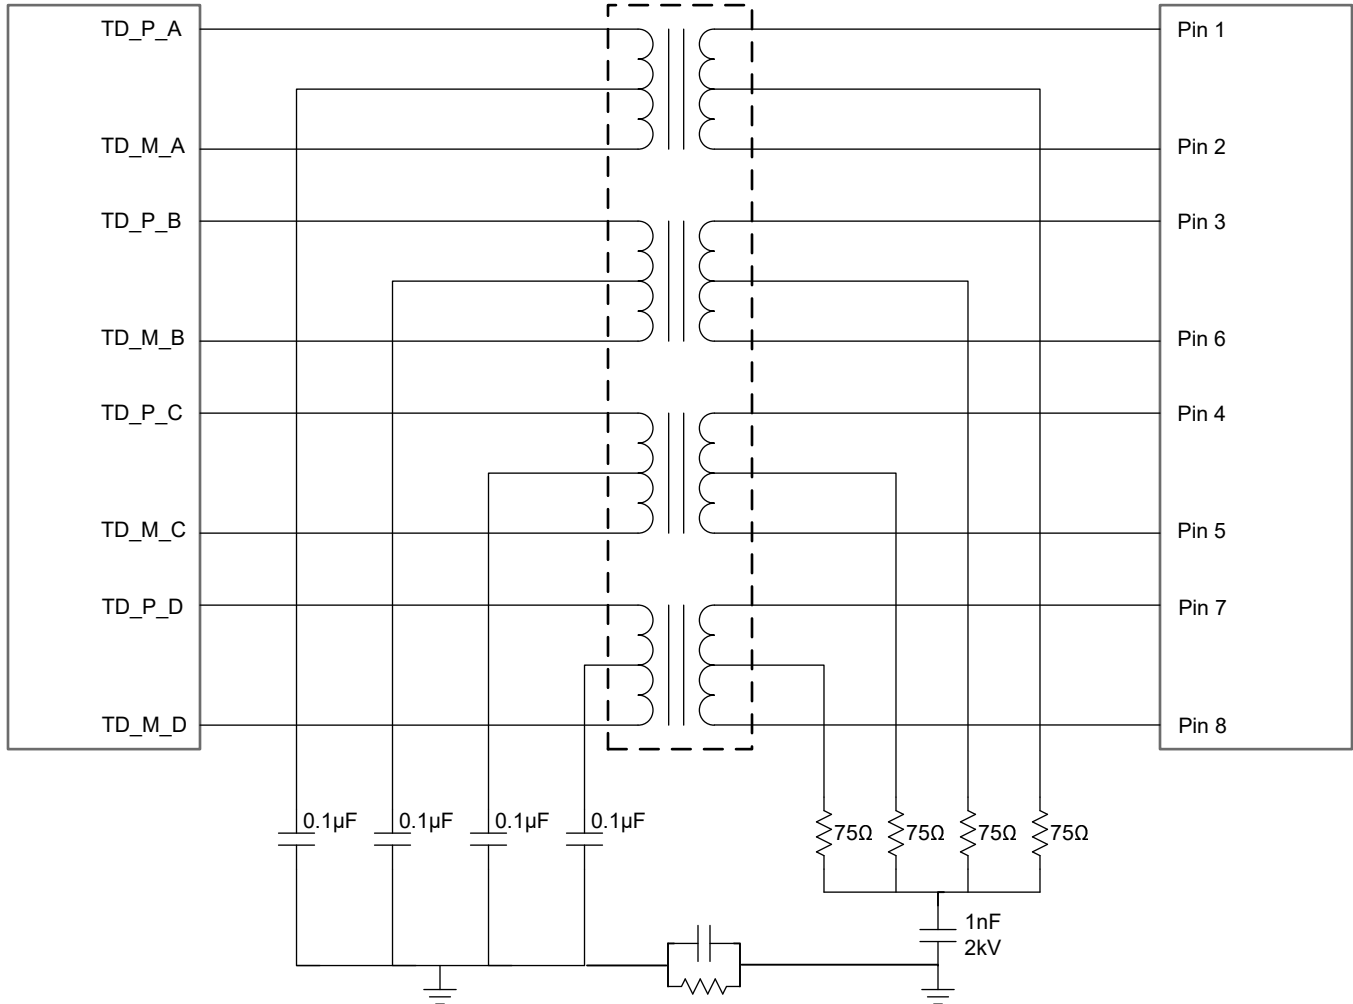 TD_P_A
Pin 1
TD_M_A
Pin 2
TD_P_B
Pin 3
TD_M_B
Pin 6
TD_P_C
Pin 4
TD_M_C
Pin 5
TD_P_D
Pin 7
TD_M_D
Pin 8
0.1µF
0.1µF
0.1µF
0.1µF
75Ω
75Ω
75Ω
75Ω
1nF
2kV